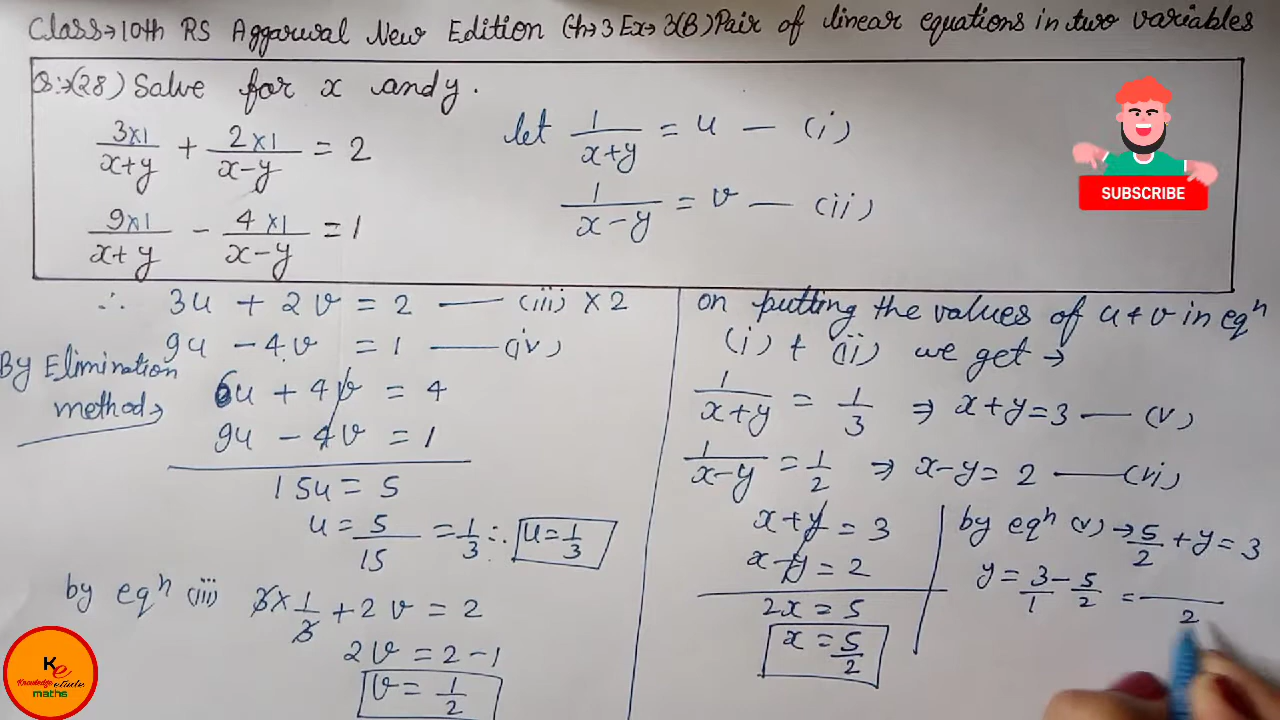 Class→10th RS Aggarwal New Edition Ch→3 Ex→3(B) Pair of linear equations in two variables
Q:→(28) Solve for x and y.
3×1/x+y + 2×1/x-y = 2
9×1/x+y - 4×1/x-y = 1
let 1/x+y = u — (i)
1/x-y = v — (ii)
SUBSCRIBE
∴ 3u + 2v = 2 — (iii) × 2
9u - 4v = 1 — (iv)
By Elimination
method→
6u + 4v = 4
9u - 4v = 1
15u = 5
u = 5/15 = 1/3 ∴ u = 1/3
by eqⁿ (iii) 3 × 1/3 + 2v = 2
2v = 2-1
v = 1/2
on putting the values of u + v in eqⁿ
(i) + (ii) we get →
1/x+y = 1/3 ⇒ x+y = 3 — (v)
1/x-y = 1/2 ⇒ x-y = 2 — (vi)
x+y = 3
x-y = 2
2x = 5
x = 5/2
by eqⁿ (v) → 5/2 + y = 3
y = 3/1 - 5/2 = /2
Ke
Knowledge
maths